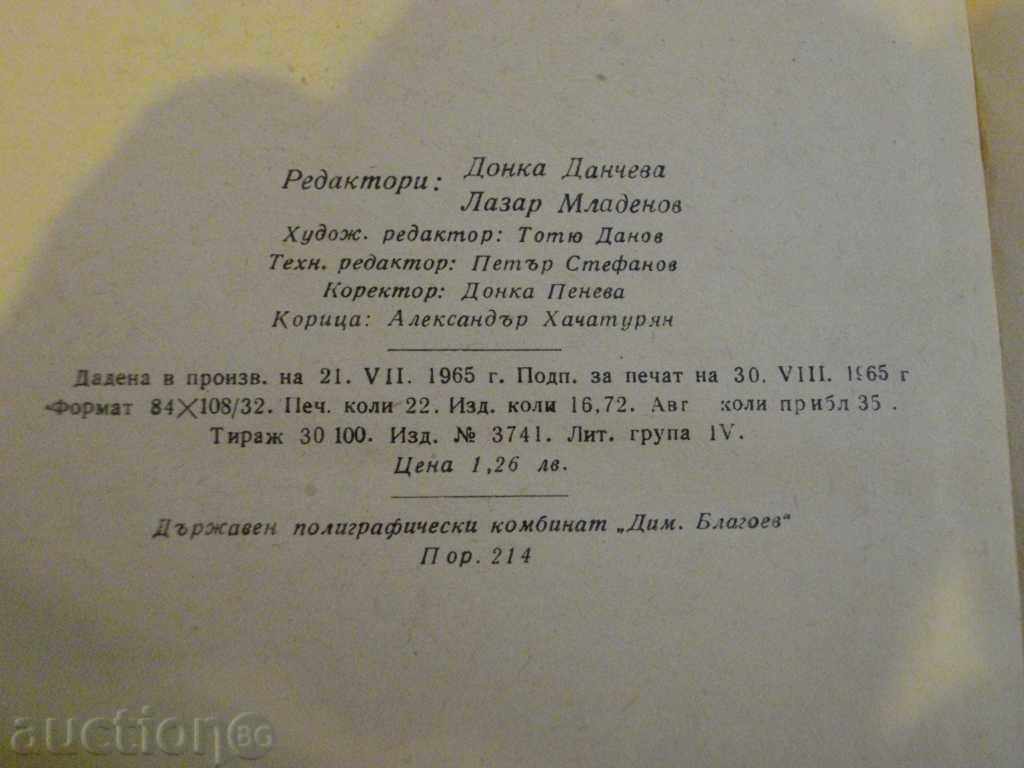 Редактори: Донка Данчева
Лазар Младенов
Худож. редактор: Тотю Данов
Техн. редактор: Петър Стефанов
Коректор: Донка Пенева
Корица: Александър Хачатурян
Дадена в произв. на 21. VII. 1965 г. Подп. за печат на 30. VIII. 1965 г
Формат 84×108/32. Печ. коли 22. Изд. коли 16,72. Авт коли прибл 35 .
Тираж 30 100. Изд. № 3741. Лит. група IV.
Цена 1,26 лв.
Държавен полиграфически комбинат „Дим. Благоев“
Пор. 214
auction BG